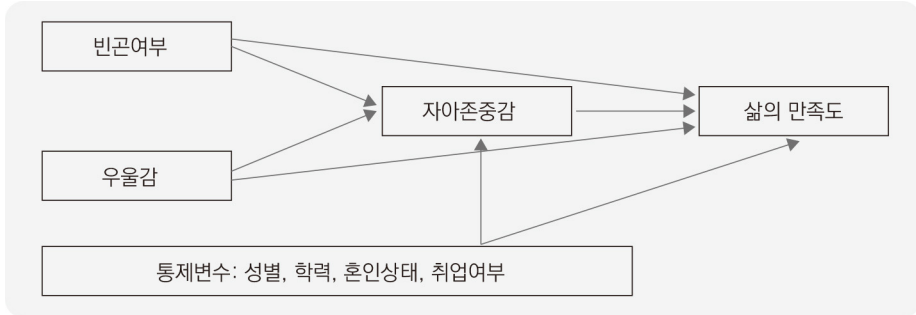 빈곤여부
자아존중감
삶의 만족도
우울감
통제변수: 성별, 학력, 혼인상태, 취업여부